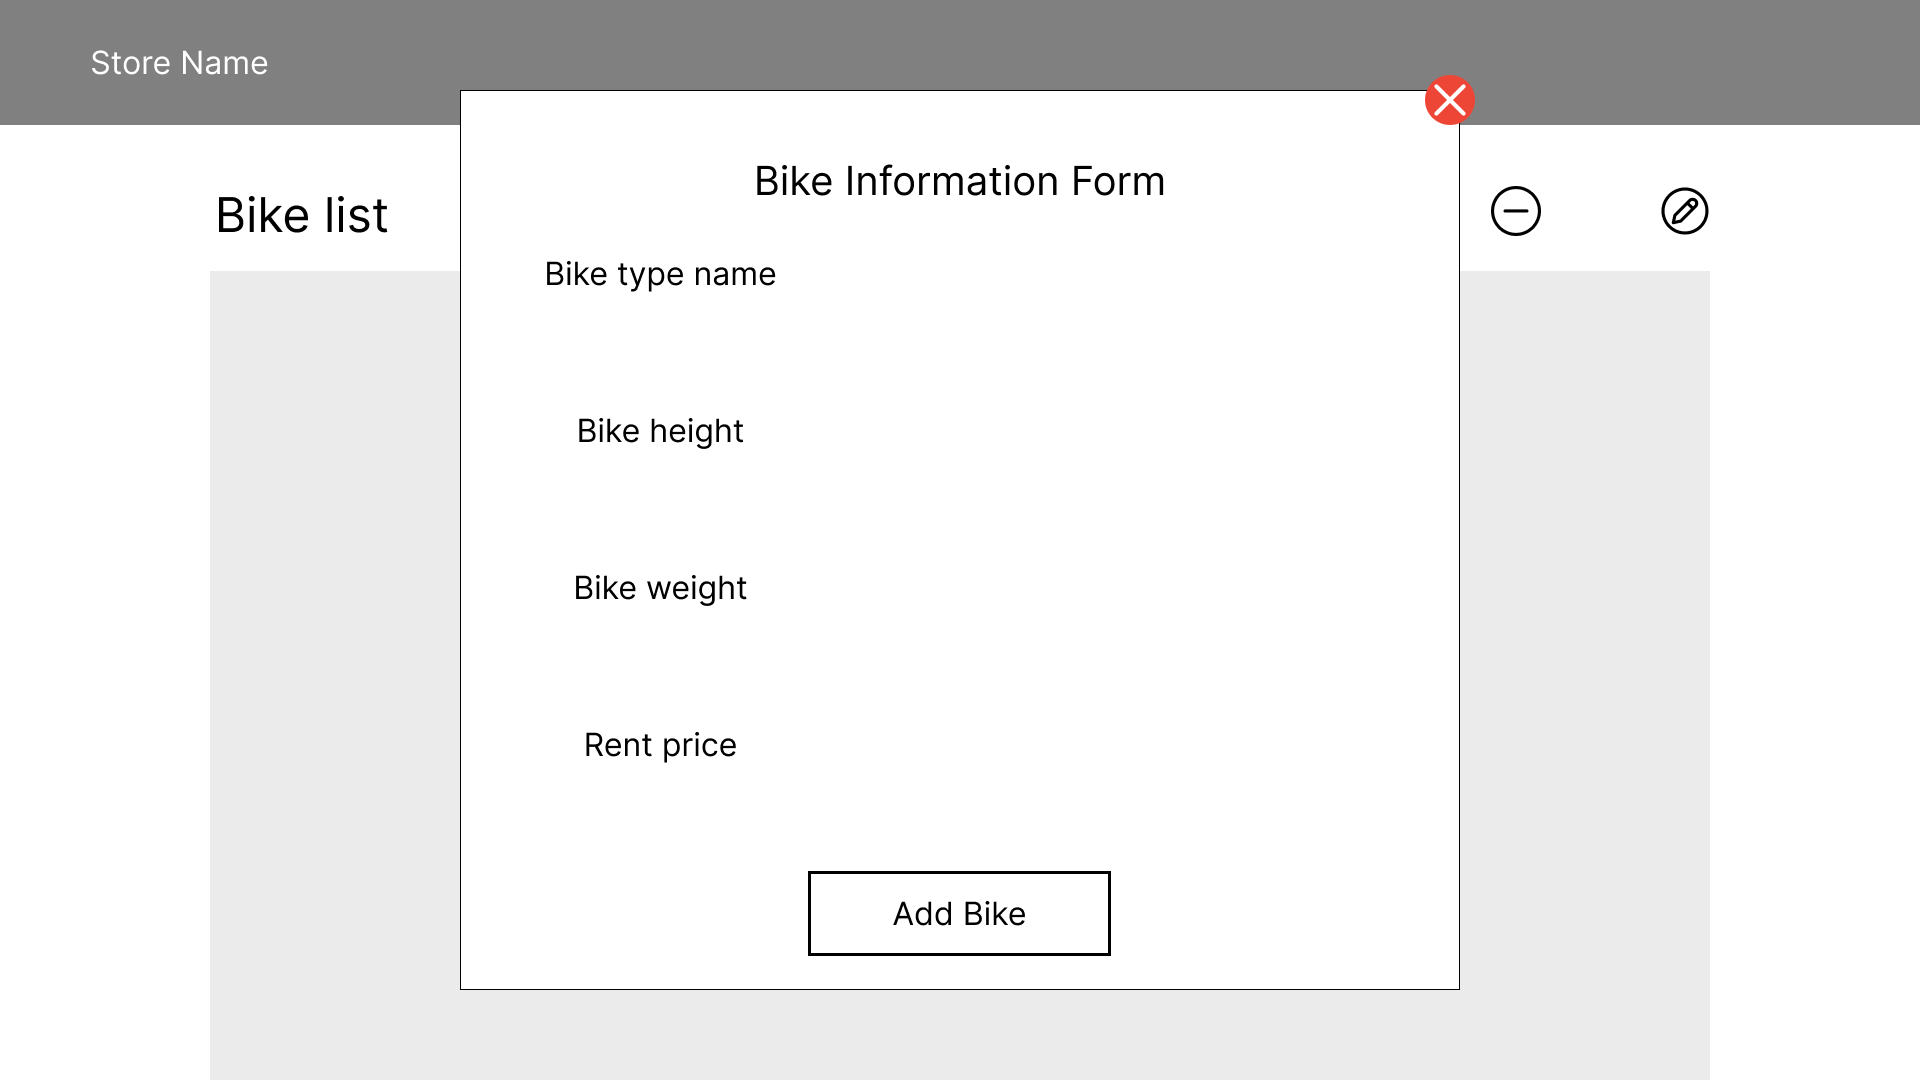 Store Name
Bike Information Form
Bike list
Bike type name
Bike height
Bike weight
Rent price
Add Bike